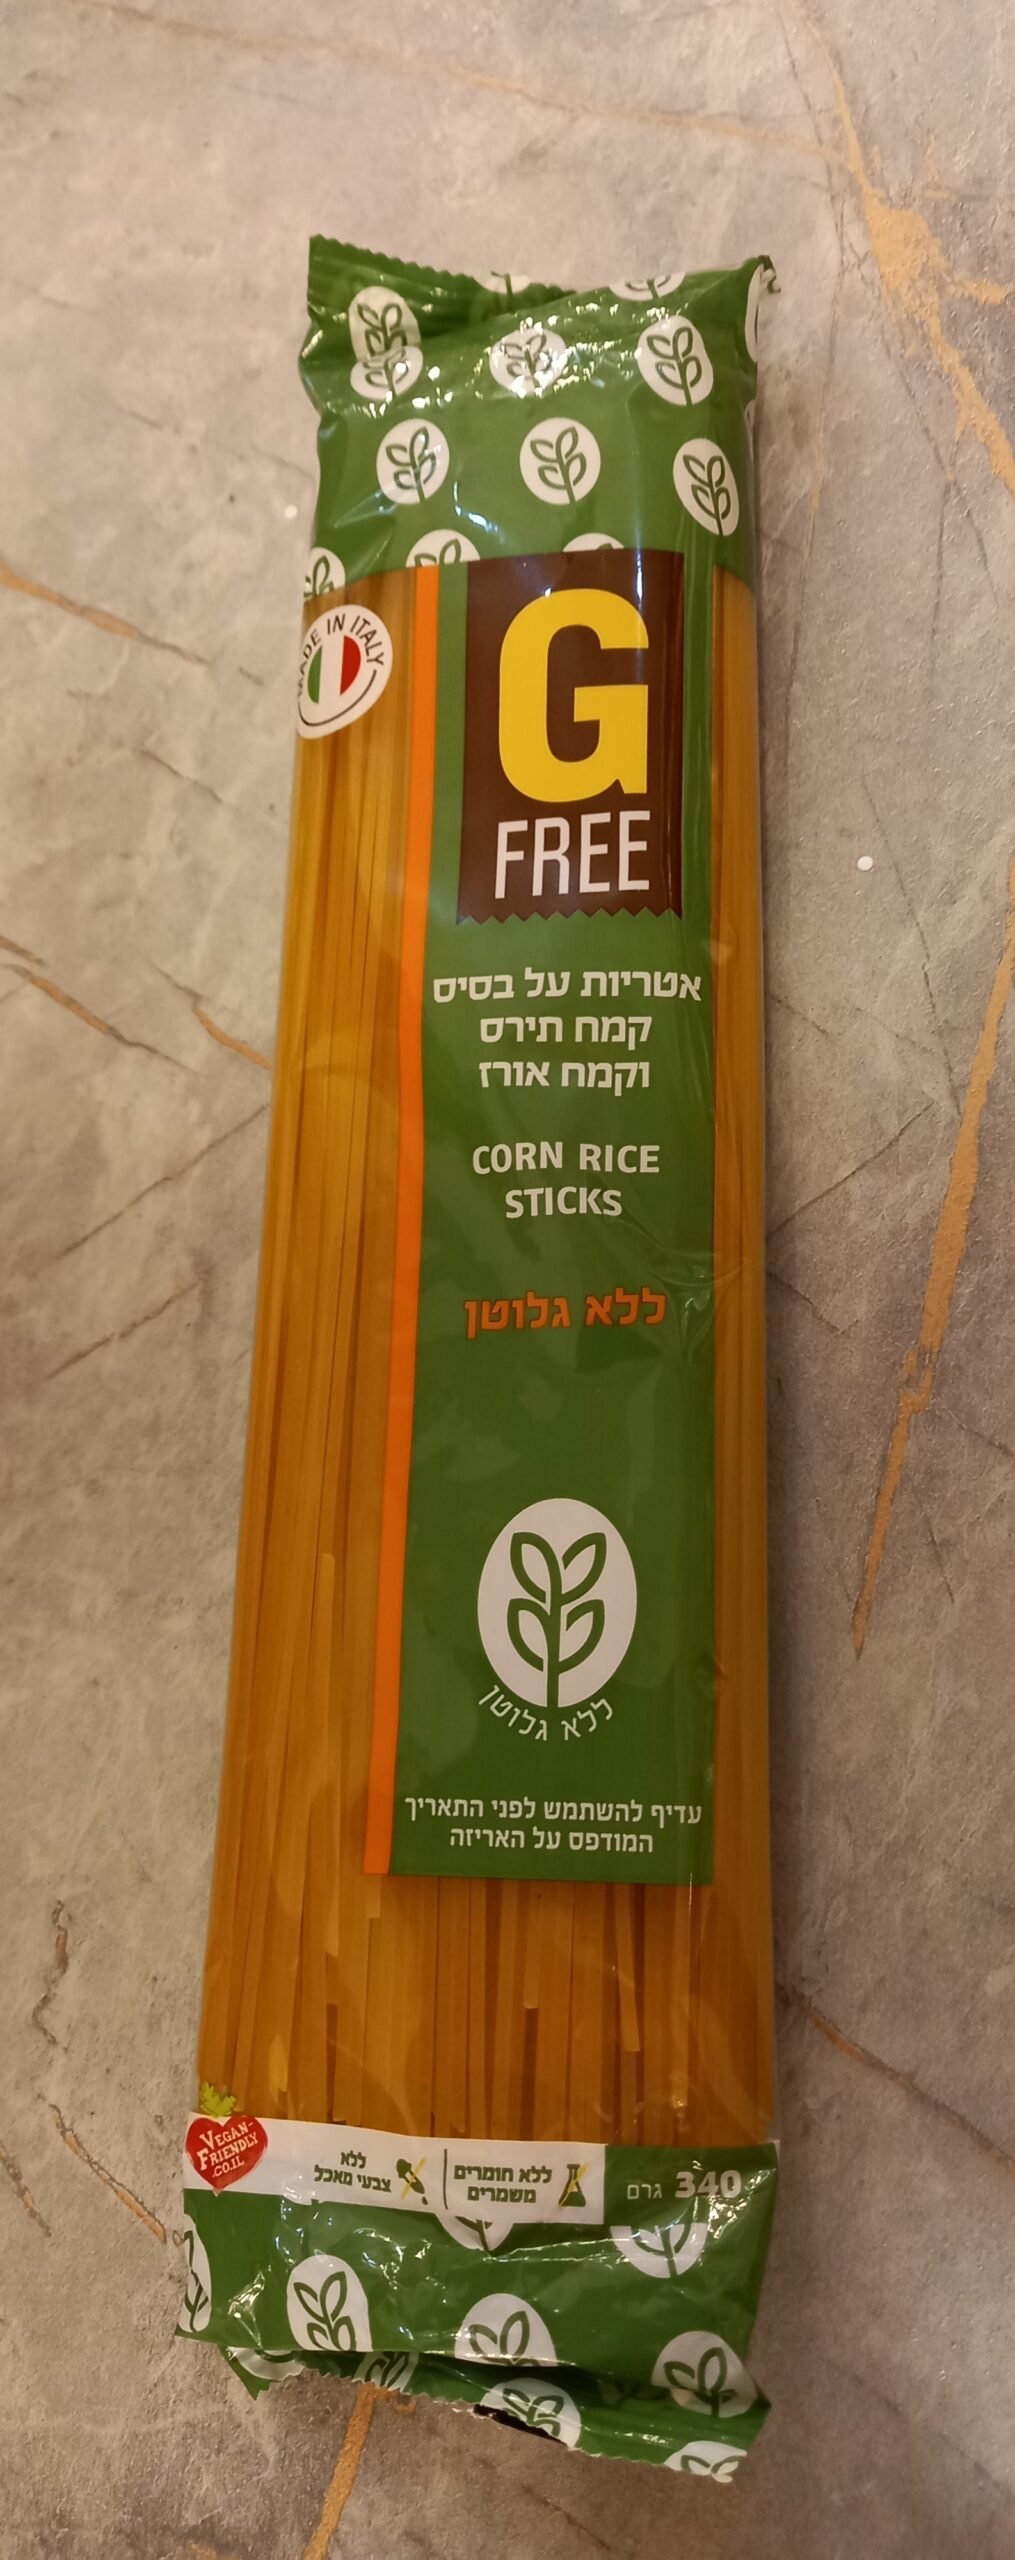 MADE IN ITALY
G
FREE
אטריות על בסיס
קמח תירס
וקמח אורז
CORN RICE
STICKS
ללא גלוטן
ללא גלוטן
עדיף להשתמש לפני התאריך
המודפס על האריזה
VEGAN-
FRIENDLY
.CO.IL
ללא
צבעי מאכל
ללא חומרים
משמרים
340 גרם